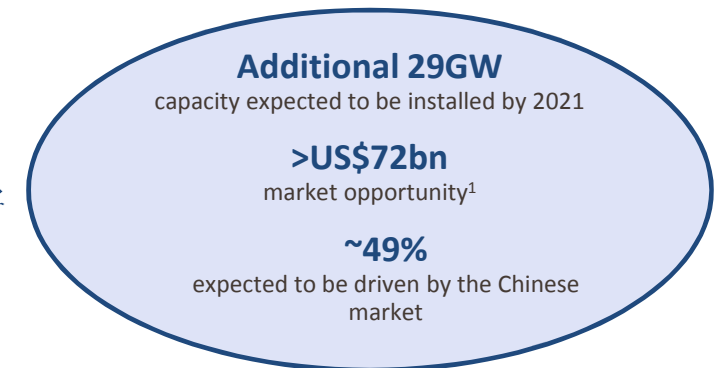 Additional 29GW
capacity expected to be installed by 2021
>US$72bn
market opportunity1
~49%
expected to be driven by the Chinese
market